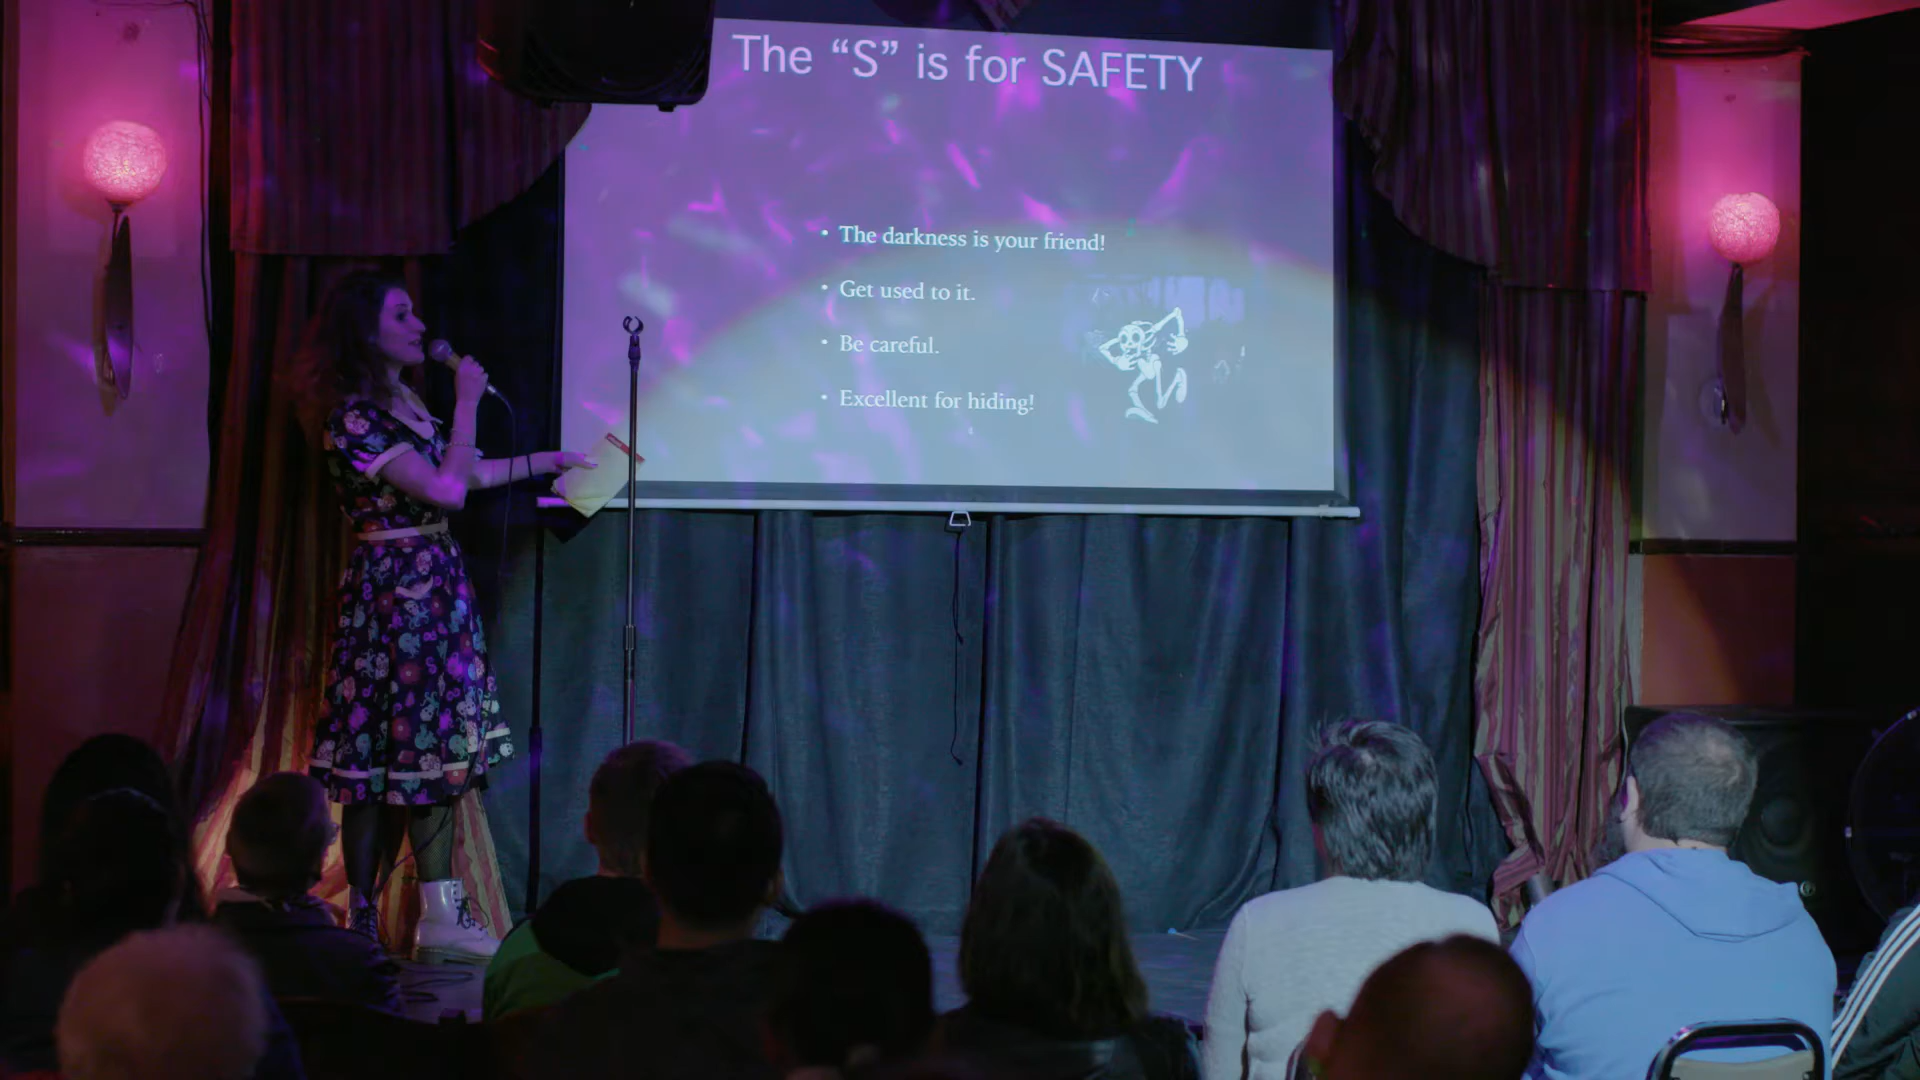 The “S” is for SAFETY
• The darkness is your friend!
• Get used to it.
• Be careful.
• Excellent for hiding!